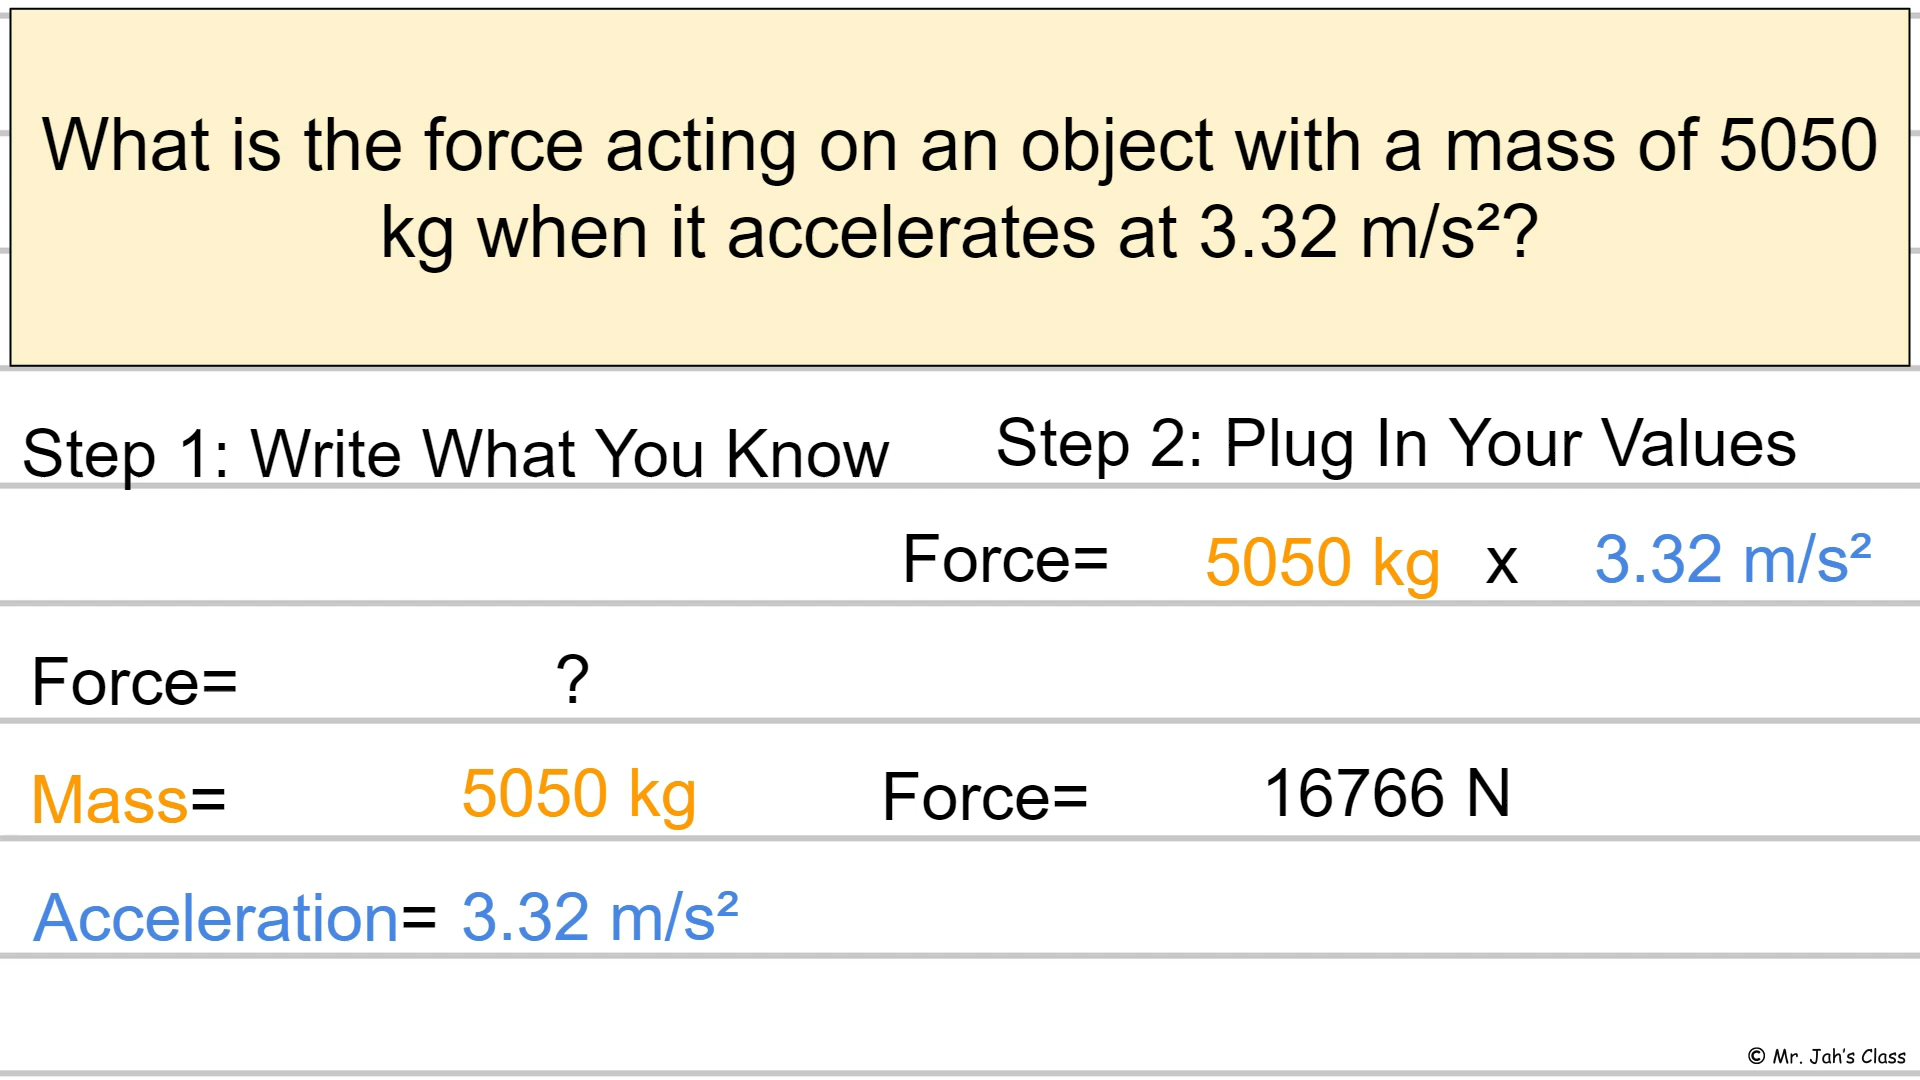 What is the force acting on an object with a mass of 5050
kg when it accelerates at 3.32 m/s²?
Step 1: Write What You Know
Force= ?
Mass= 5050 kg
Acceleration= 3.32 m/s²
Step 2: Plug In Your Values
Force= 5050 kg x 3.32 m/s²
Force= 16766 N
© Mr. Jah's Class